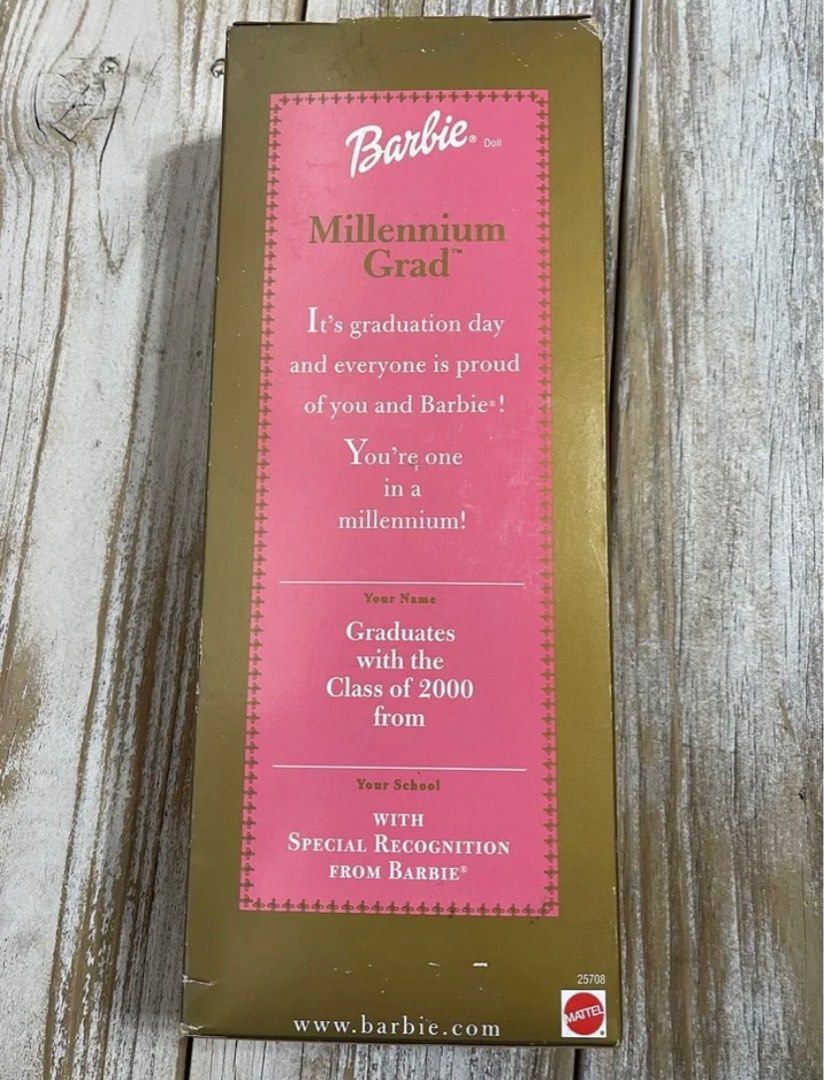 Barbie® Doll
Millennium
Grad™
It's graduation day
and everyone is proud
of you and Barbie®!
You're one
in a
millennium!
Your Name
Graduates
with the
Class of 2000
from
Your School
WITH
SPECIAL RECOGNITION
FROM BARBIE®
25708
MATTEL®
www.barbie.com